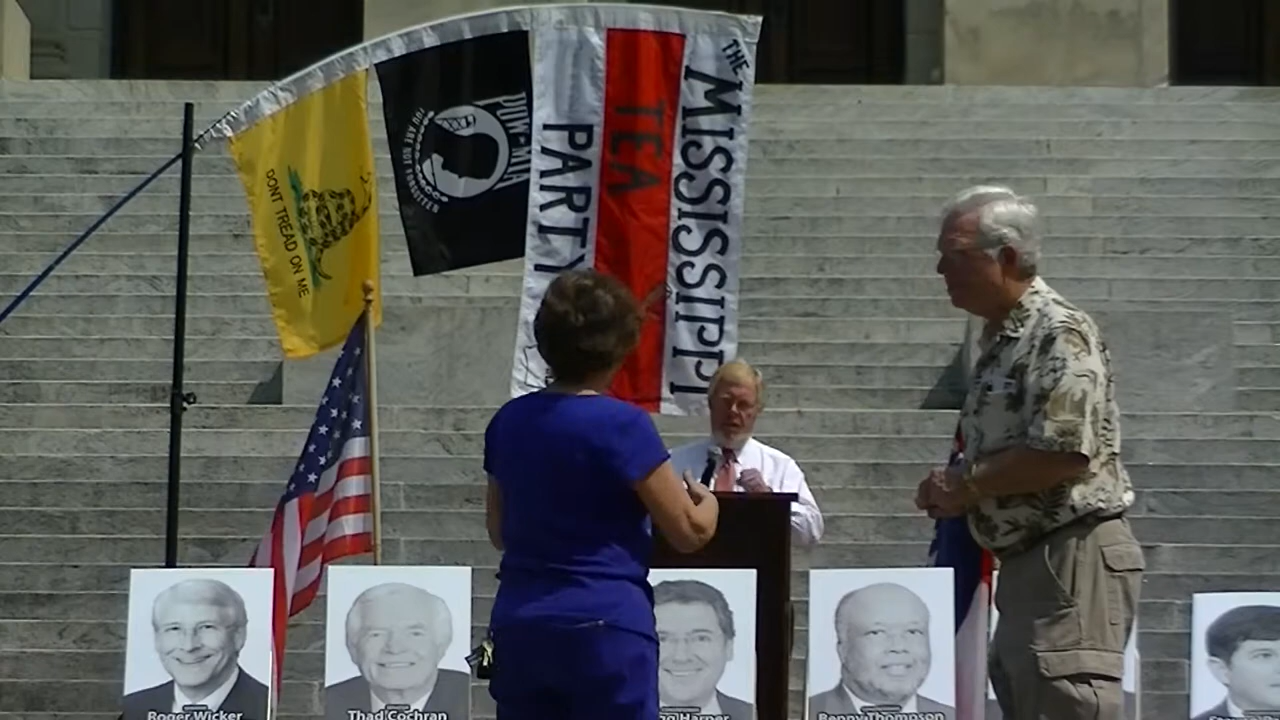 DONT TREAD ON ME
POW-MIA
YOU ARE NOT FORGOTTEN
THE MISSISSIPPI
TEA
PARTY
Roger Wicker
Thad Cochran
Harper
Benny Thompson